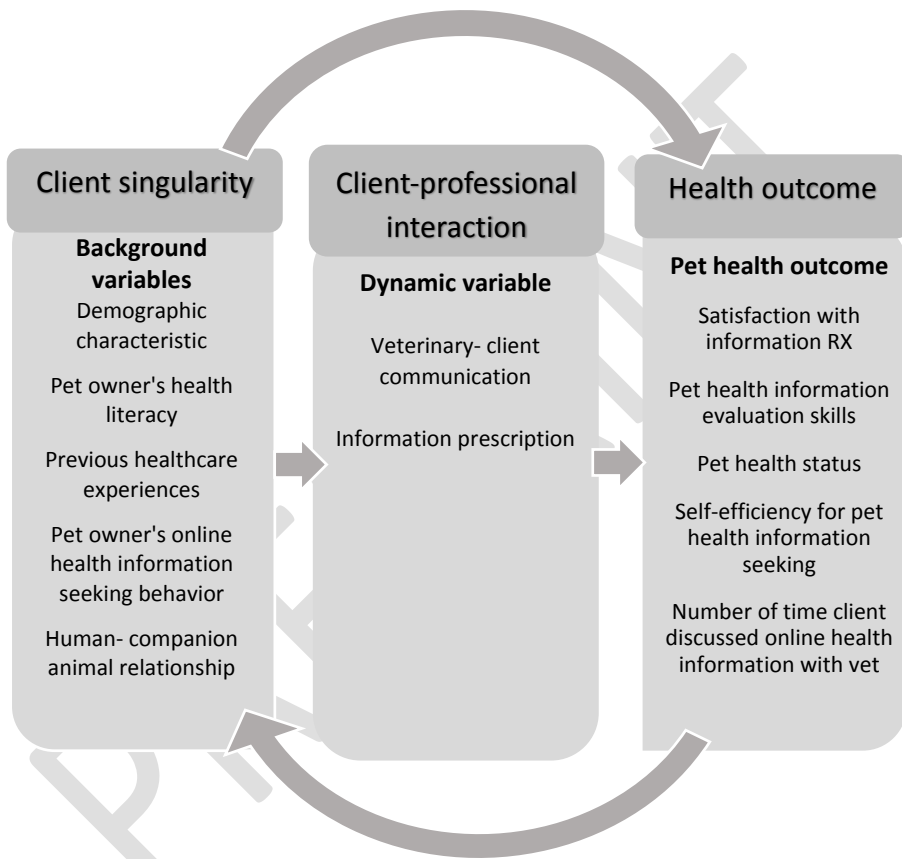 Client singularity
Background
variables
Demographic
characteristic
Pet owner's health
literacy
Previous healthcare
experiences
Pet owner's online
health information
seeking behavior
Human- companion
animal relationship
Client-professional
interaction
Dynamic variable
Veterinary- client
communication
Information prescription
Health outcome
Pet health outcome
Satisfaction with
information RX
Pet health information
evaluation skills
Pet health status
Self-efficiency for pet
health information
seeking
Number of time client
discussed online health
information with vet